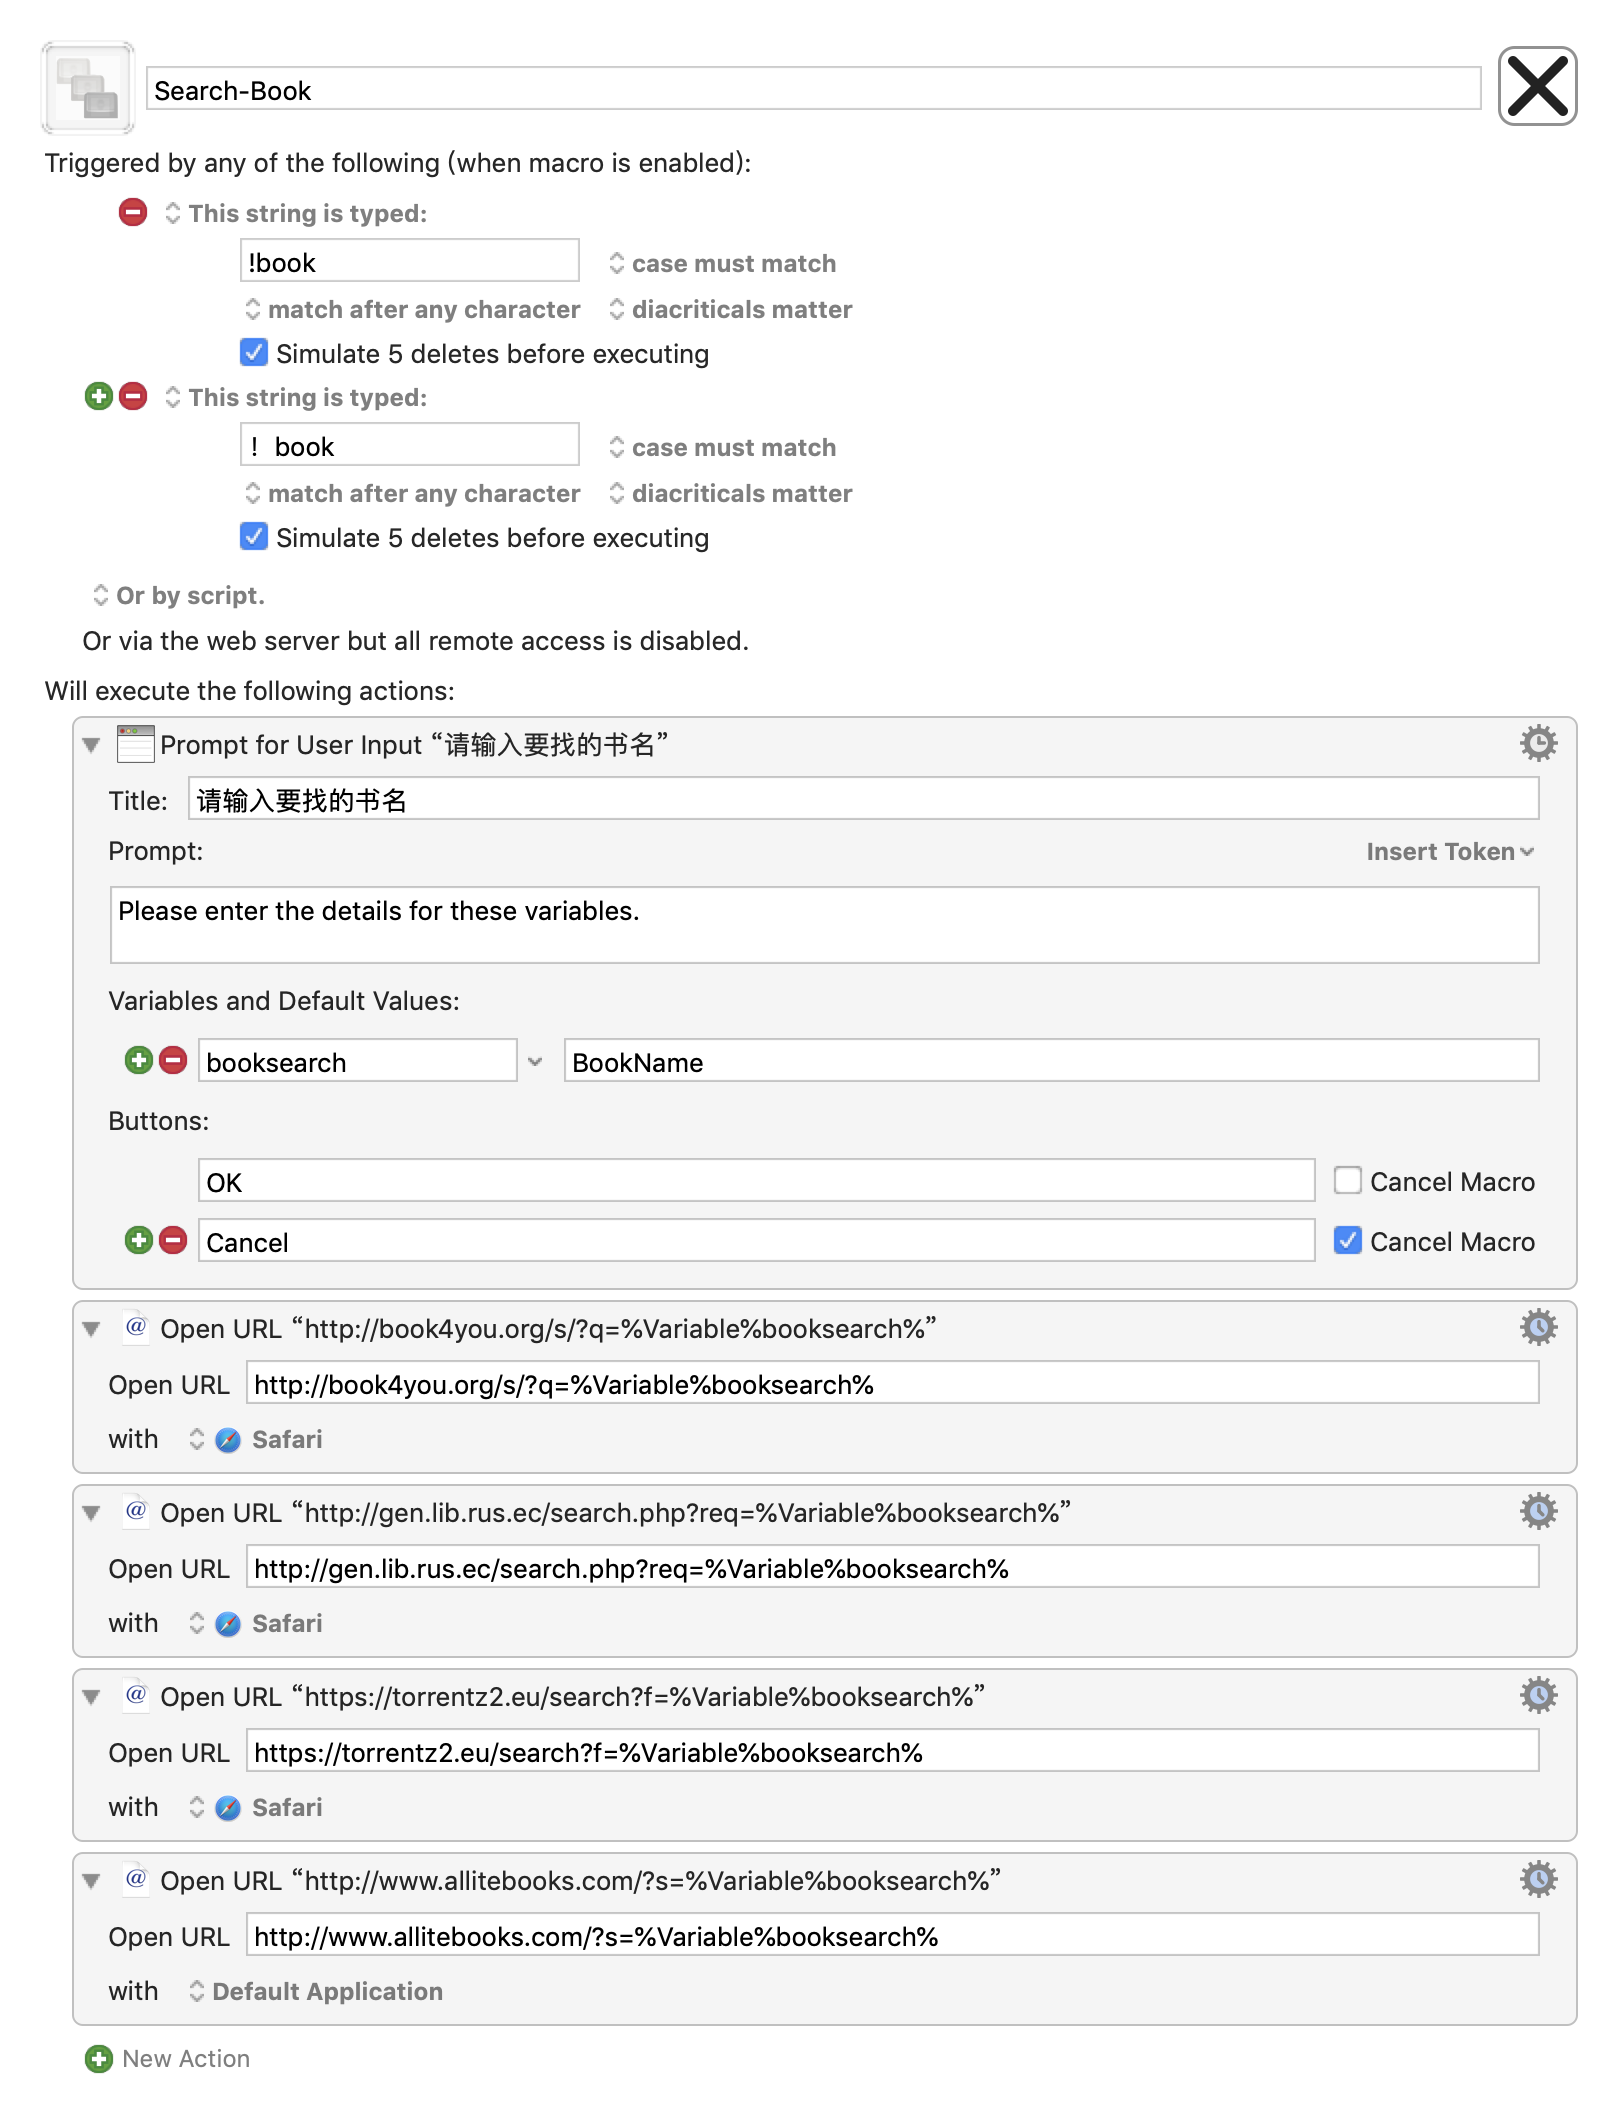 Search-Book
Triggered by any of the following (when macro is enabled):
This string is typed:
!book case must match
match after any character diacriticals matter
Simulate 5 deletes before executing
This string is typed:
！book case must match
match after any character diacriticals matter
Simulate 5 deletes before executing
Or by script.
Or via the web server but all remote access is disabled.
Will execute the following actions:
Prompt for User Input “请输入要找的书名”
Title: 请输入要找的书名
Prompt: Insert Token
Please enter the details for these variables.
Variables and Default Values:
booksearch BookName
Buttons:
OK Cancel Macro
Cancel Cancel Macro
@ Open URL “http://book4you.org/s/?q=%Variable%booksearch%”
Open URL http://book4you.org/s/?q=%Variable%booksearch%
with Safari
@ Open URL “http://gen.lib.rus.ec/search.php?req=%Variable%booksearch%”
Open URL http://gen.lib.rus.ec/search.php?req=%Variable%booksearch%
with Safari
@ Open URL “https://torrentz2.eu/search?f=%Variable%booksearch%”
Open URL https://torrentz2.eu/search?f=%Variable%booksearch%
with Safari
@ Open URL “http://www.allitebooks.com/?s=%Variable%booksearch%”
Open URL http://www.allitebooks.com/?s=%Variable%booksearch%
with Default Application
New Action